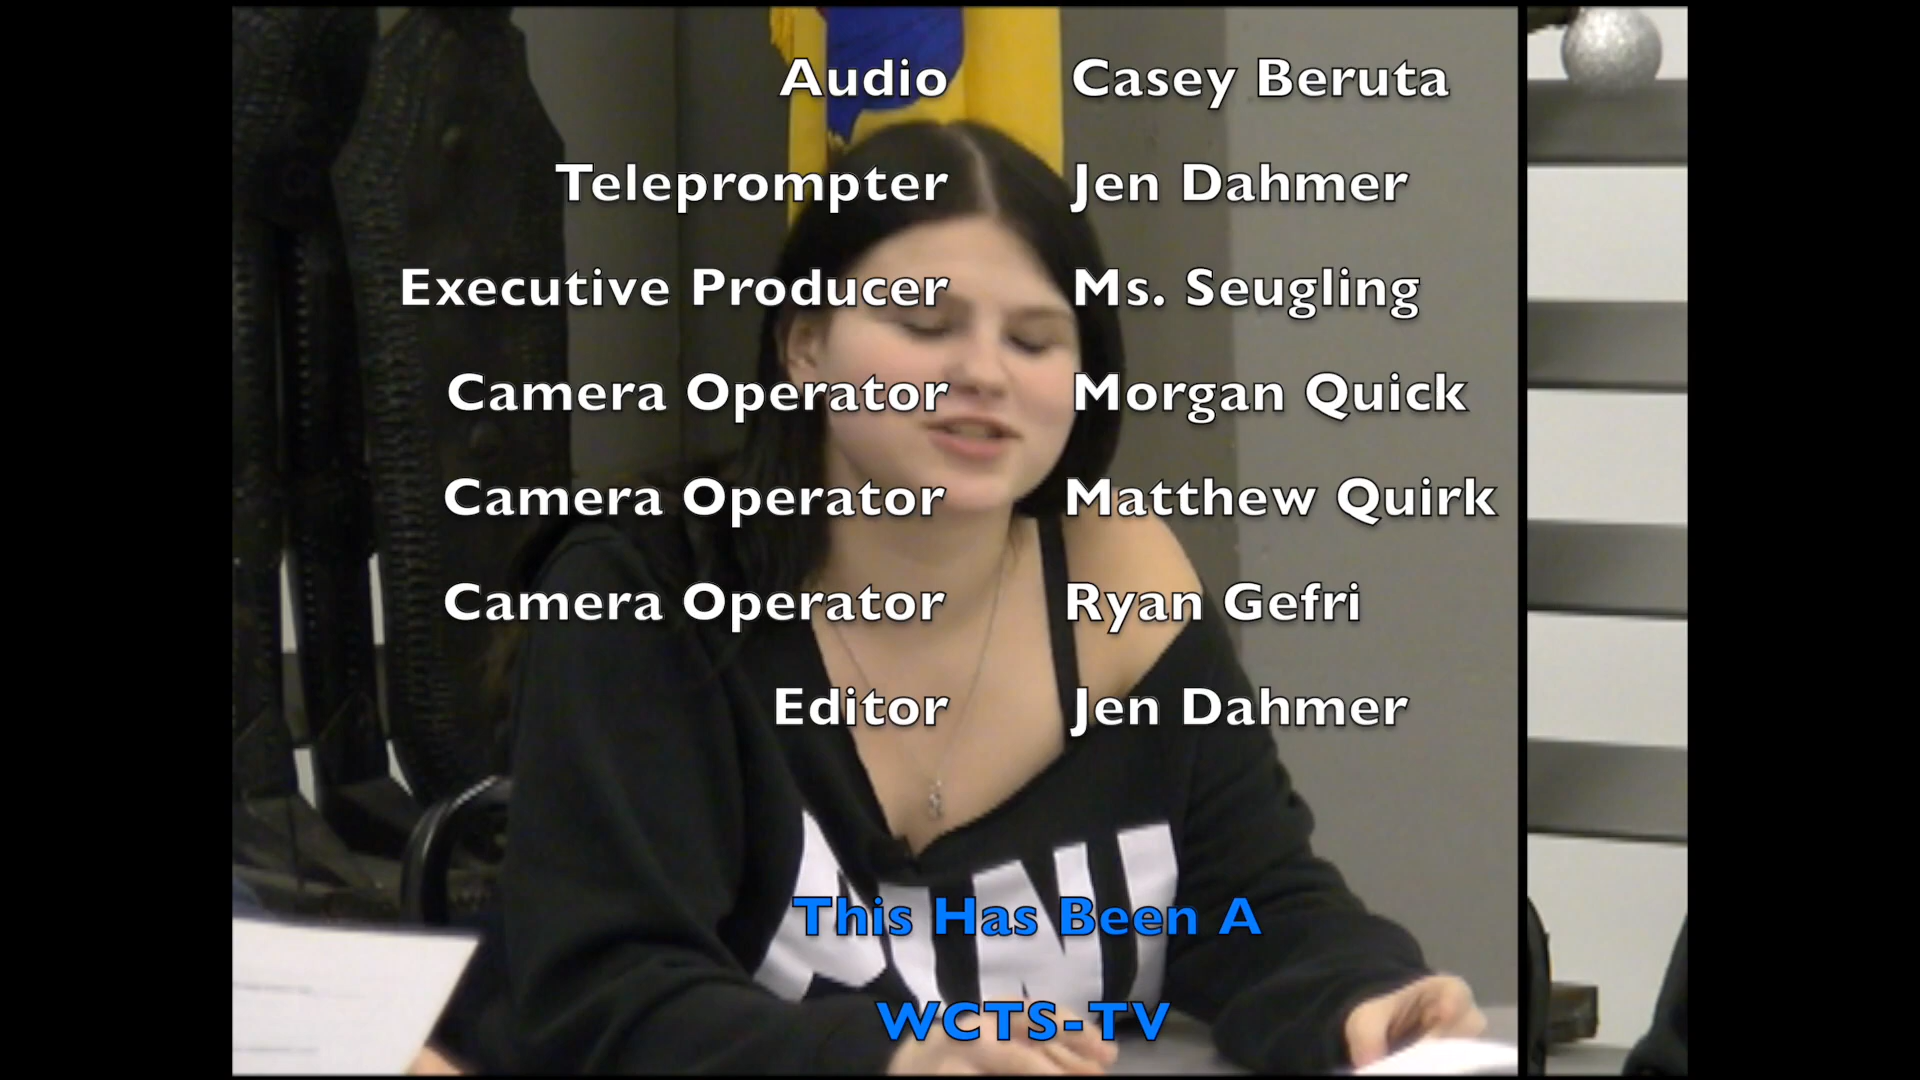 Audio Casey Beruta
Teleprompter Jen Dahmer
Executive Producer Ms. Seugling
Camera Operator Morgan Quick
Camera Operator Matthew Quirk
Camera Operator Ryan Gefri
Editor Jen Dahmer
This Has Been A
WCTS-TV